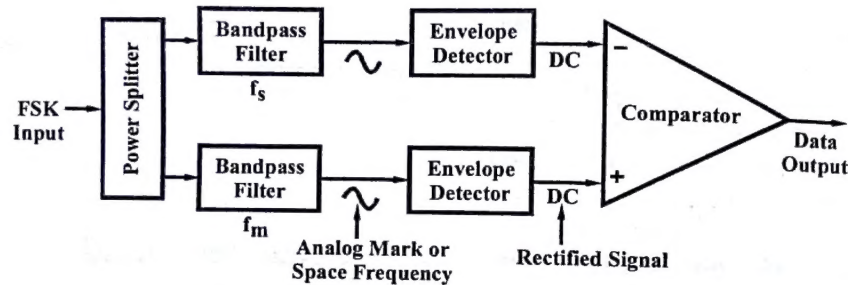 FSK
Input
Power Splitter
Bandpass
Filter
fs
Envelope
Detector
DC
−
Comparator
+
Data
Output
Bandpass
Filter
fm
Envelope
Detector
DC
Analog Mark or
Space Frequency
Rectified Signal